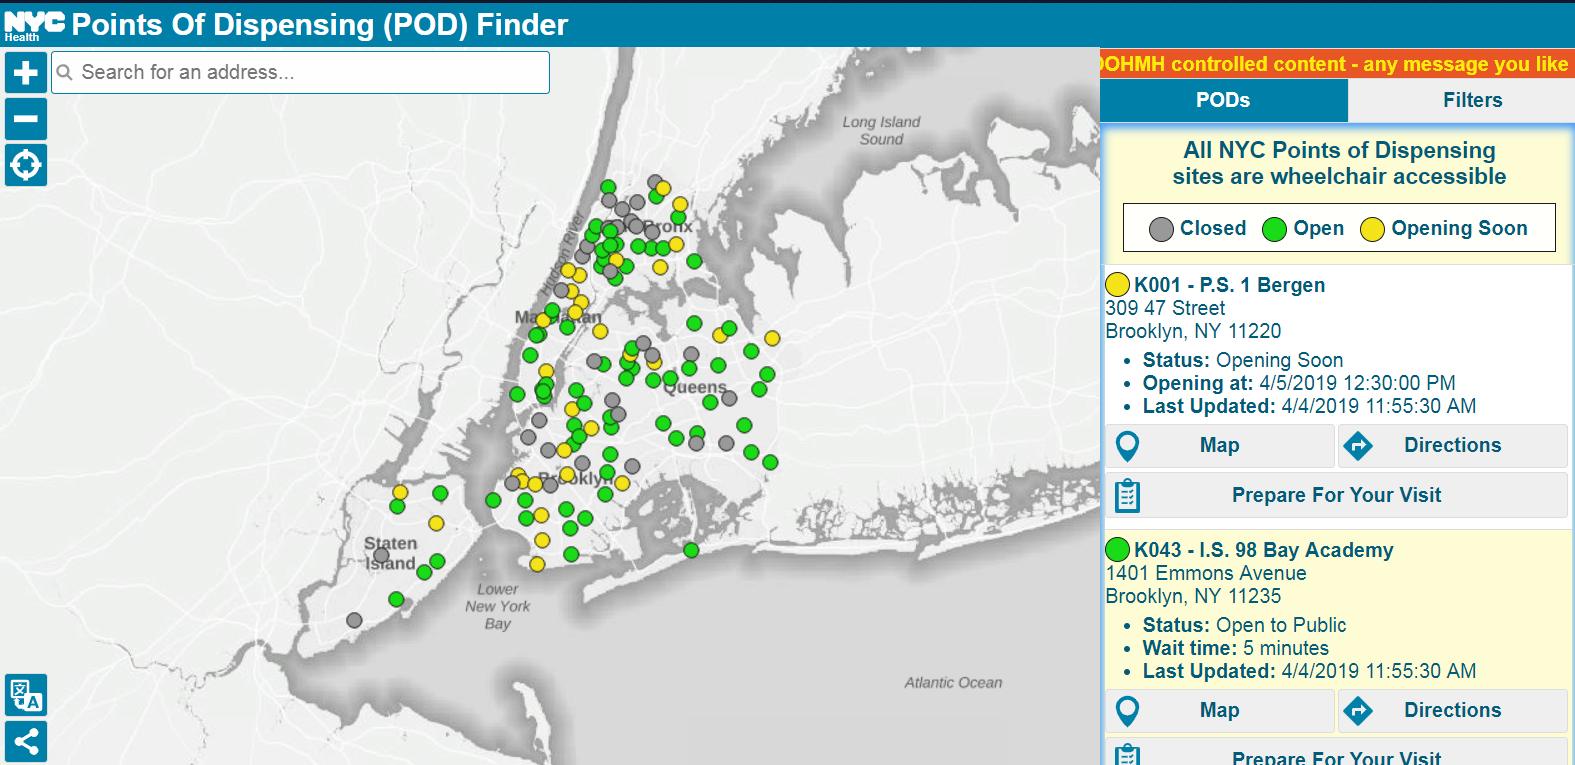 NYC
Health
Points Of Dispensing (POD) Finder
Search for an address...
DOHMH controlled content - any message you like
PODs
Filters
All NYC Points of Dispensing
sites are wheelchair accessible
Closed
Open
Opening Soon
K001 - P.S. 1 Bergen
309 47 Street
Brooklyn, NY 11220
• Status: Opening Soon
• Opening at: 4/5/2019 12:30:00 PM
• Last Updated: 4/4/2019 11:55:30 AM
Map
Directions
Prepare For Your Visit
K043 - I.S. 98 Bay Academy
1401 Emmons Avenue
Brooklyn, NY 11235
• Status: Open to Public
• Wait time: 5 minutes
• Last Updated: 4/4/2019 11:55:30 AM
Map
Directions
Prepare For Your Visit
Long Island
Sound
Hudson River
Bronx
Manhattan
Queens
Brooklyn
Staten
Island
Lower
New York
Bay
Atlantic Ocean
A